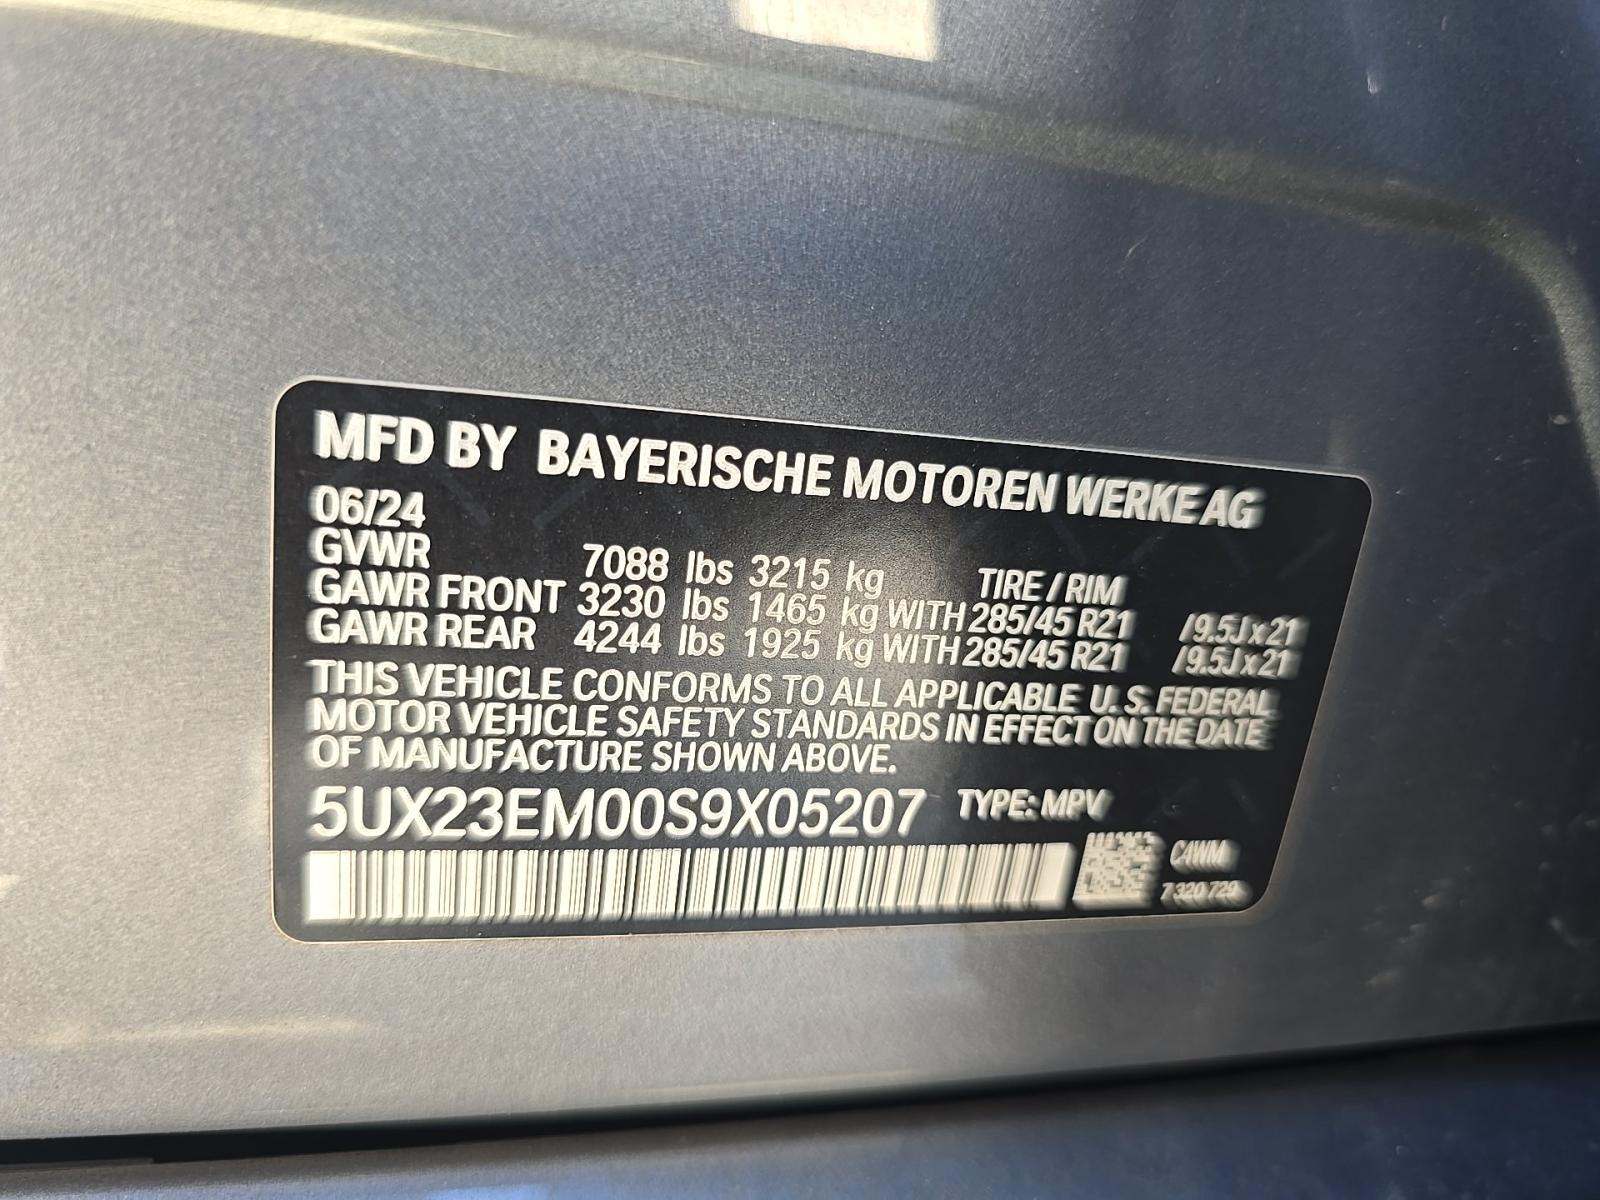 MFD BY BAYERISCHE MOTOREN WERKE AG
06/24
GVWR 7088 lbs 3215 kg TIRE / RIM
GAWR FRONT 3230 lbs 1465 kg WITH 285/45 R21 / 9.5J x 21
GAWR REAR 4244 lbs 1925 kg WITH 285/45 R21 / 9.5J x 21
THIS VEHICLE CONFORMS TO ALL APPLICABLE U.S. FEDERAL
MOTOR VEHICLE SAFETY STANDARDS IN EFFECT ON THE DATE
OF MANUFACTURE SHOWN ABOVE.
5UX23EM00S9X05207 TYPE: MPV
7 320 729